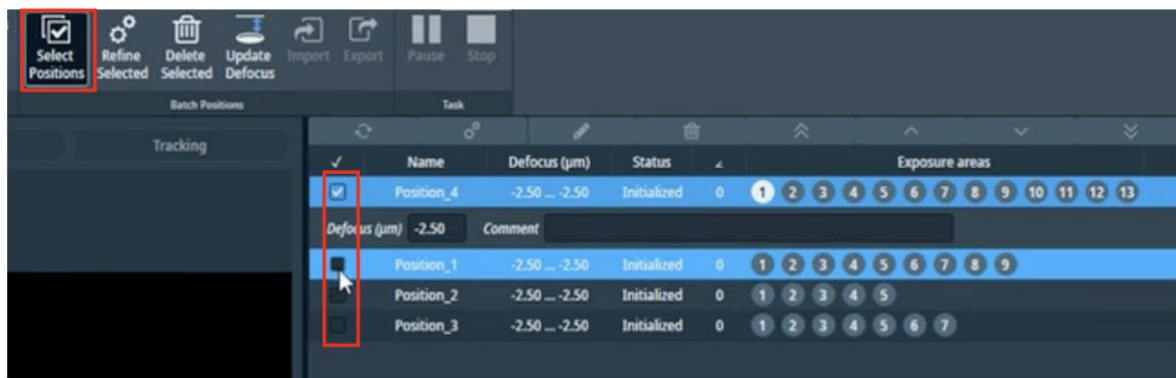 Select Positions
Refine Selected
Delete Selected
Update Defocus
Import
Export
Pause
Stop
Batch Positions
Task
Tracking
Name Defocus (µm) Status Exposure areas
Position_4 -2.50 ... -2.50 Initialized 0 1 2 3 4 5 6 7 8 9 10 11 12 13
Defocus (µm) -2.50 Comment
Position_1 -2.50 ... -2.50 Initialized 0 1 2 3 4 5 6 7 8 9
Position_2 -2.50 ... -2.50 Initialized 0 1 2 3 4 5
Position_3 -2.50 ... -2.50 Initialized 0 1 2 3 4 5 6 7